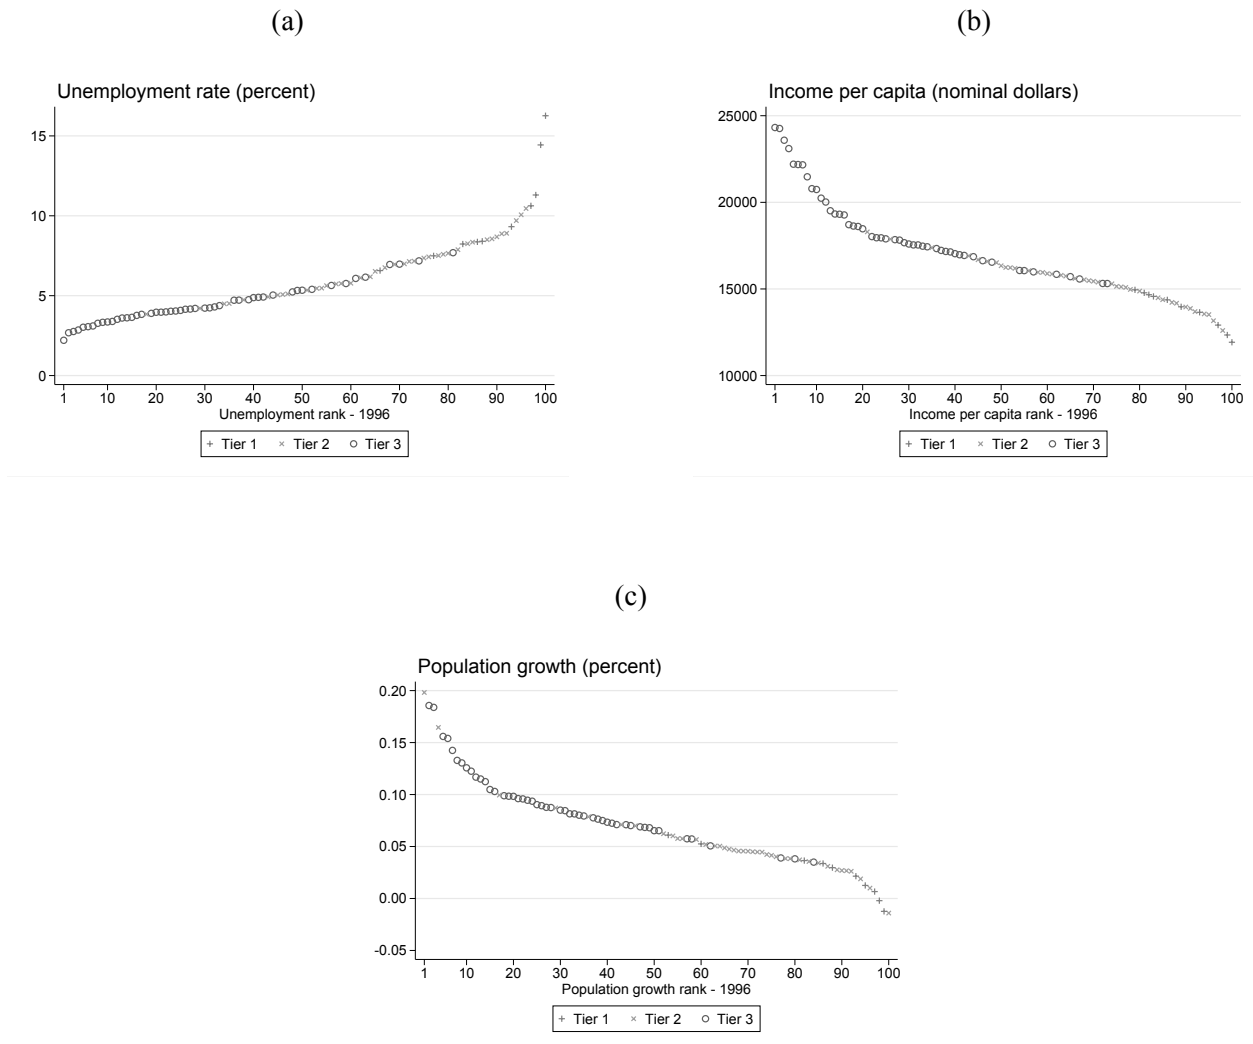 (a)
Unemployment rate (percent)
15
10
5
0
1 10 20 30 40 50 60 70 80 90 100
Unemployment rank - 1996
+ Tier 1 × Tier 2 o Tier 3
(b)
Income per capita (nominal dollars)
25000
20000
15000
10000
1 10 20 30 40 50 60 70 80 90 100
Income per capita rank - 1996
+ Tier 1 × Tier 2 o Tier 3
(c)
Population growth (percent)
0.20
0.15
0.10
0.05
0.00
-0.05
1 10 20 30 40 50 60 70 80 90 100
Population growth rank - 1996
+ Tier 1 × Tier 2 o Tier 3